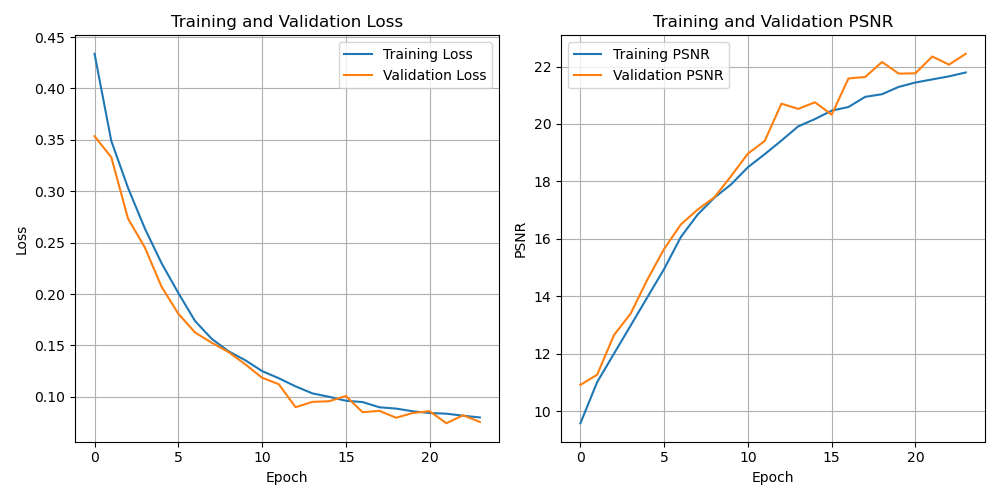 Training and Validation Loss
0.45
0.40
0.35
0.30
0.25
0.20
0.15
0.10
Loss
Training Loss
Validation Loss
0 5 10 15 20
Epoch
Training and Validation PSNR
22
20
18
16
14
12
10
PSNR
Training PSNR
Validation PSNR
0 5 10 15 20
Epoch